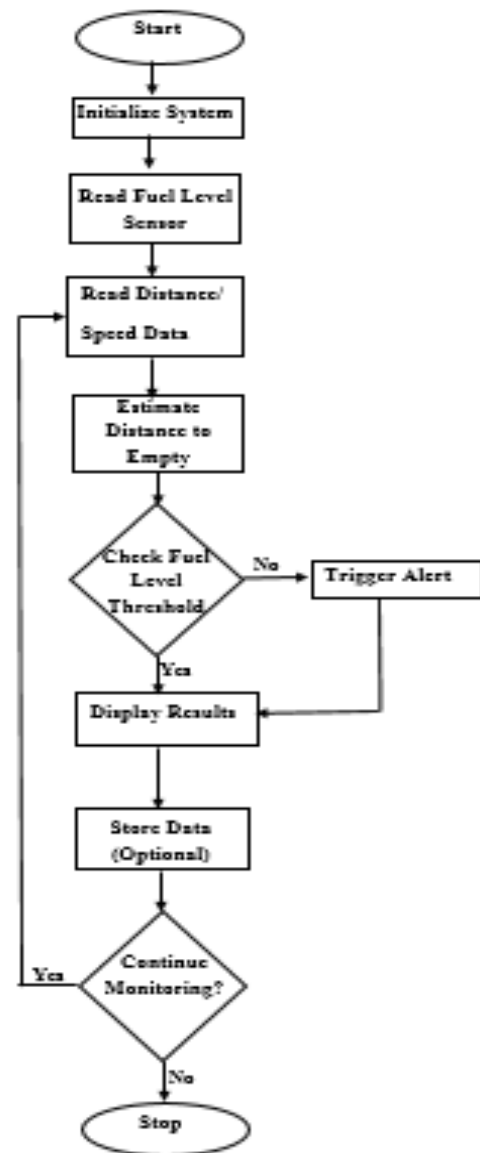 Start
Initialize System
Read Fuel Level
Sensor
Read Distance/
Speed Data
Estimate
Distance to
Empty
Check Fuel
Level
Threshold
No
Trigger Alert
Yes
Display Results
Store Data
(Optional)
Continue
Monitoring?
Yes
No
Stop